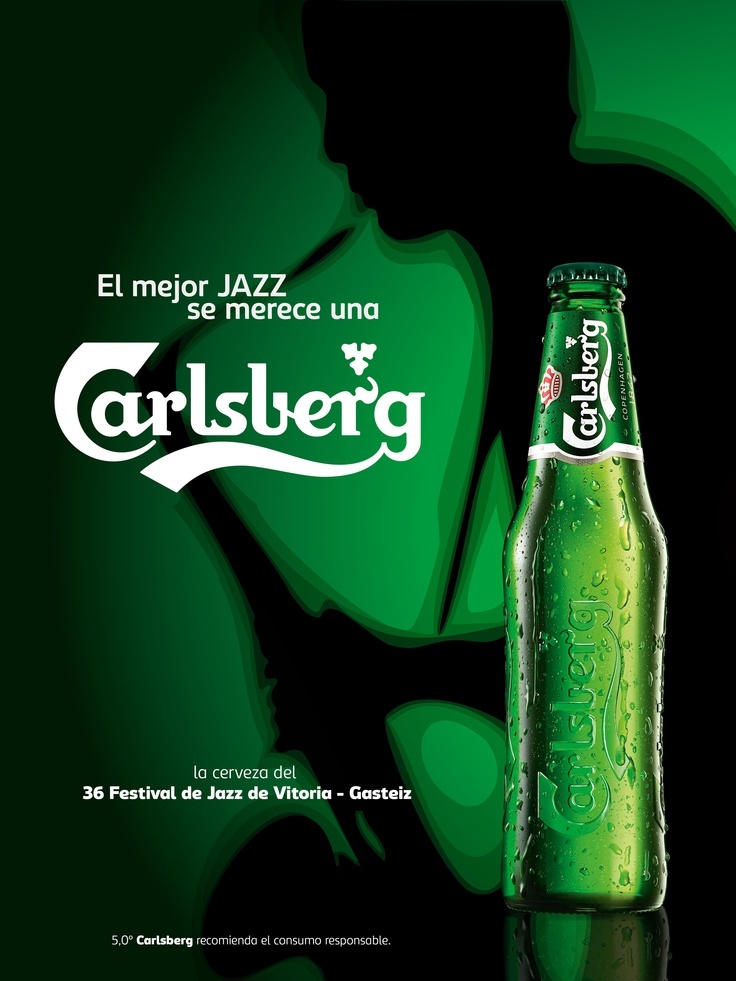 El mejor JAZZ
se merece una
Carlsberg
la cerveza del
36 Festival de Jazz de Vitoria - Gasteiz
5,0° Carlsberg recomienda el consumo responsable.
Carlsberg
COPENHAGEN
Carlsberg